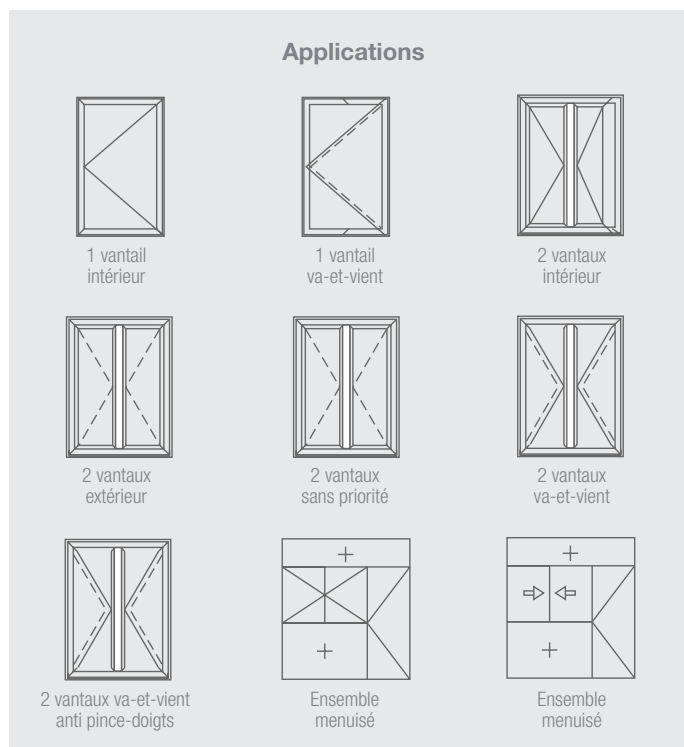 Applications
1 vantail
intérieur
1 vantail
va-et-vient
2 vantaux
intérieur
2 vantaux
extérieur
2 vantaux
sans priorité
2 vantaux
va-et-vient
2 vantaux va-et-vient
anti pince-doigts
Ensemble
menuisé
Ensemble
menuisé